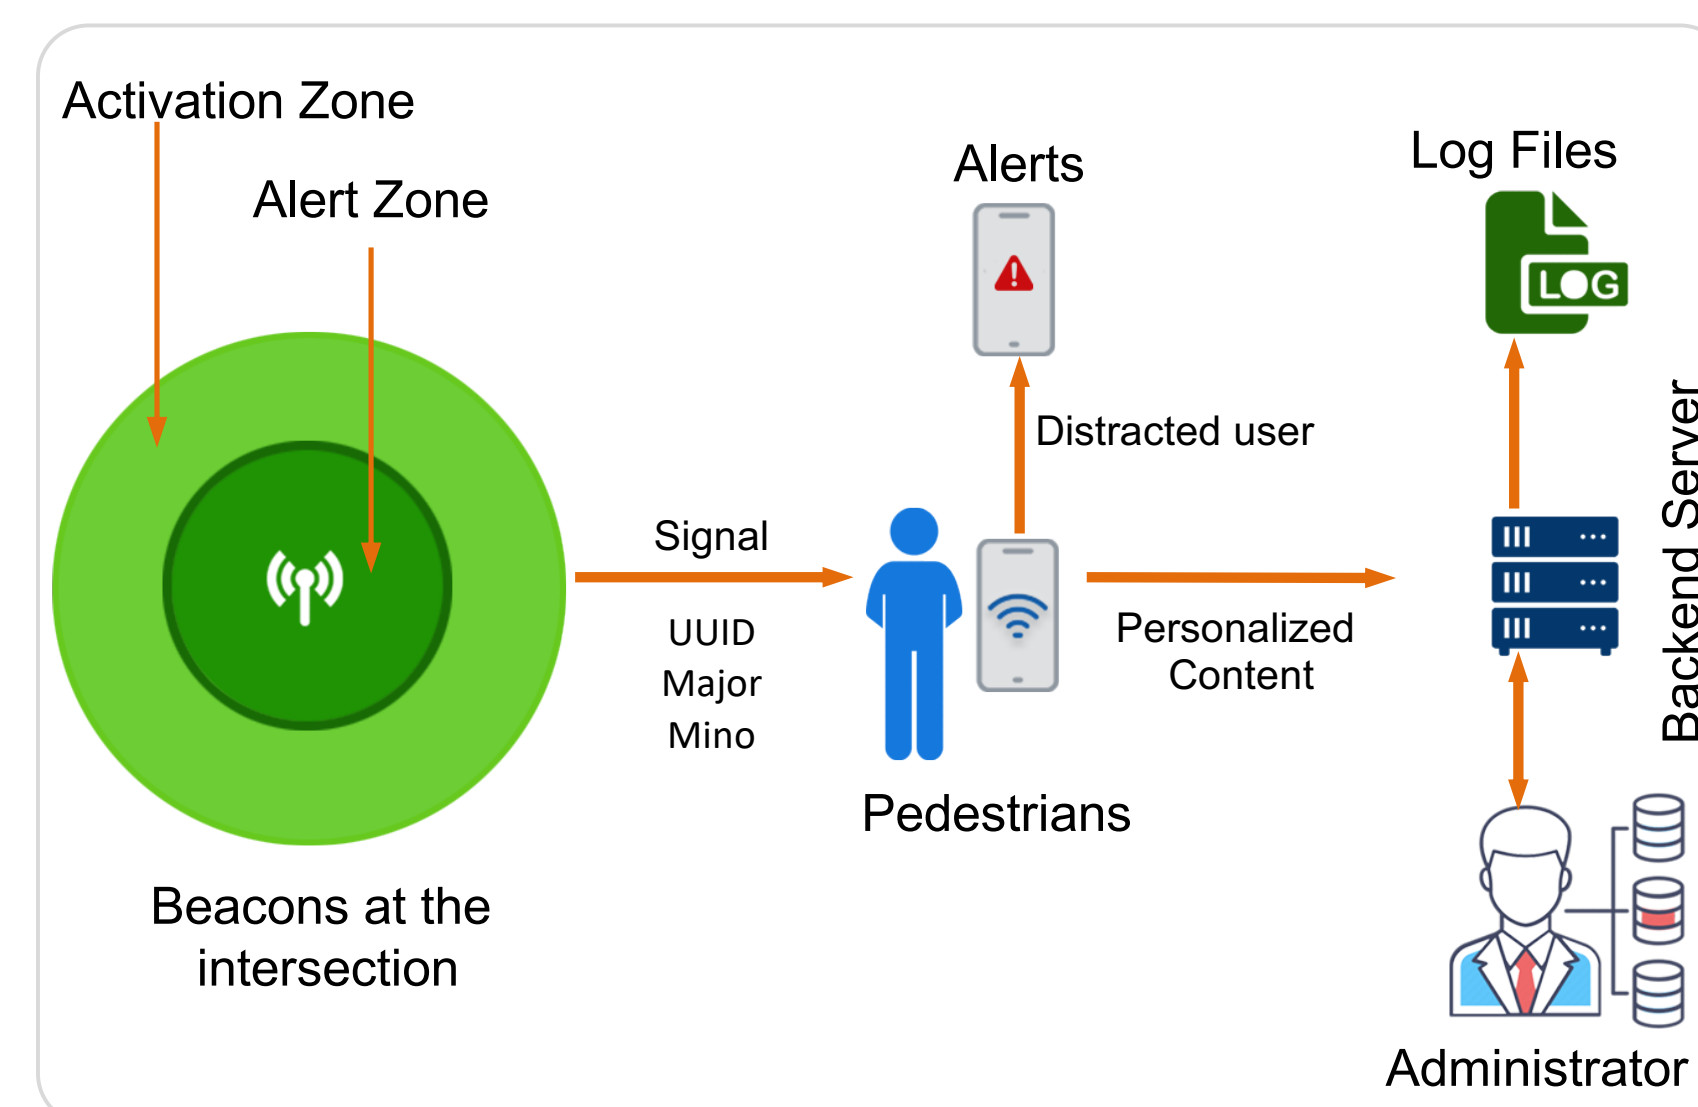 Activation Zone
Alert Zone
Alerts
Log Files
LOG
Distracted user
Signal
UUID
Major
Mino
Personalized
Content
Backend Server
Pedestrians
Beacons at the
intersection
Administrator